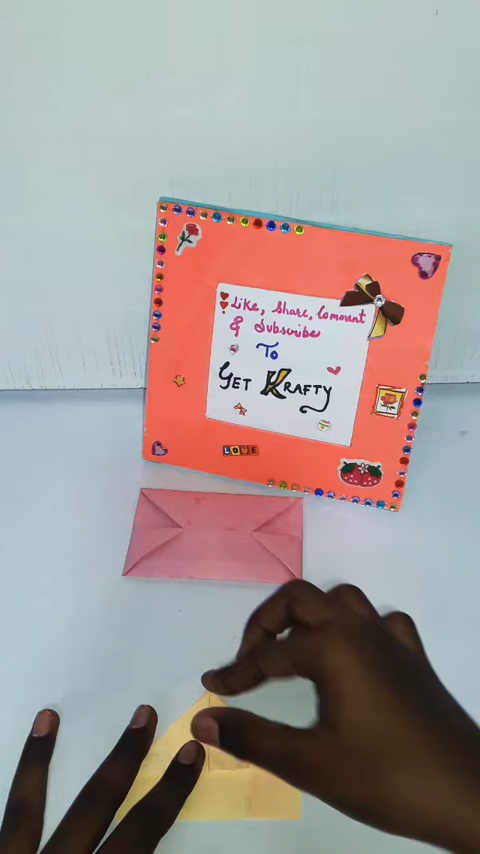 Like, Share, Comment
& Subscribe
To
GET KRAFTY
LOVE